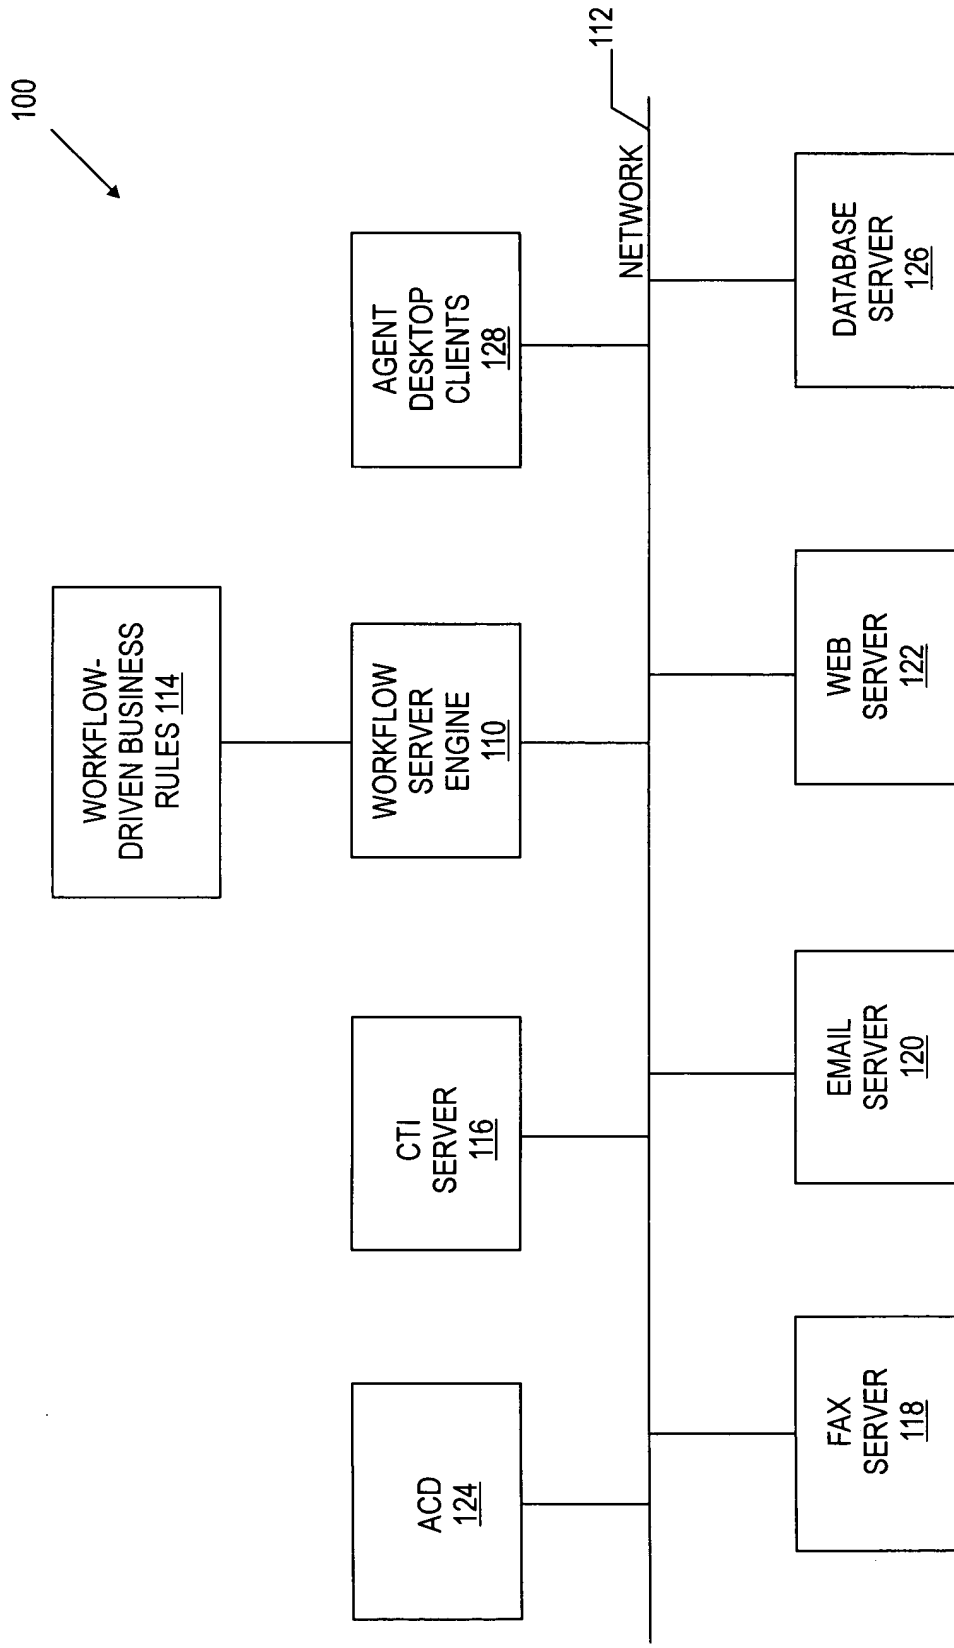 100
WORKFLOW-
DRIVEN BUSINESS
RULES 114
ACD
124
CTI
SERVER
116
WORKFLOW
SERVER
ENGINE
110
AGENT
DESKTOP
CLIENTS
128
NETWORK
112
FAX
SERVER
118
EMAIL
SERVER
120
WEB
SERVER
122
DATABASE
SERVER
126